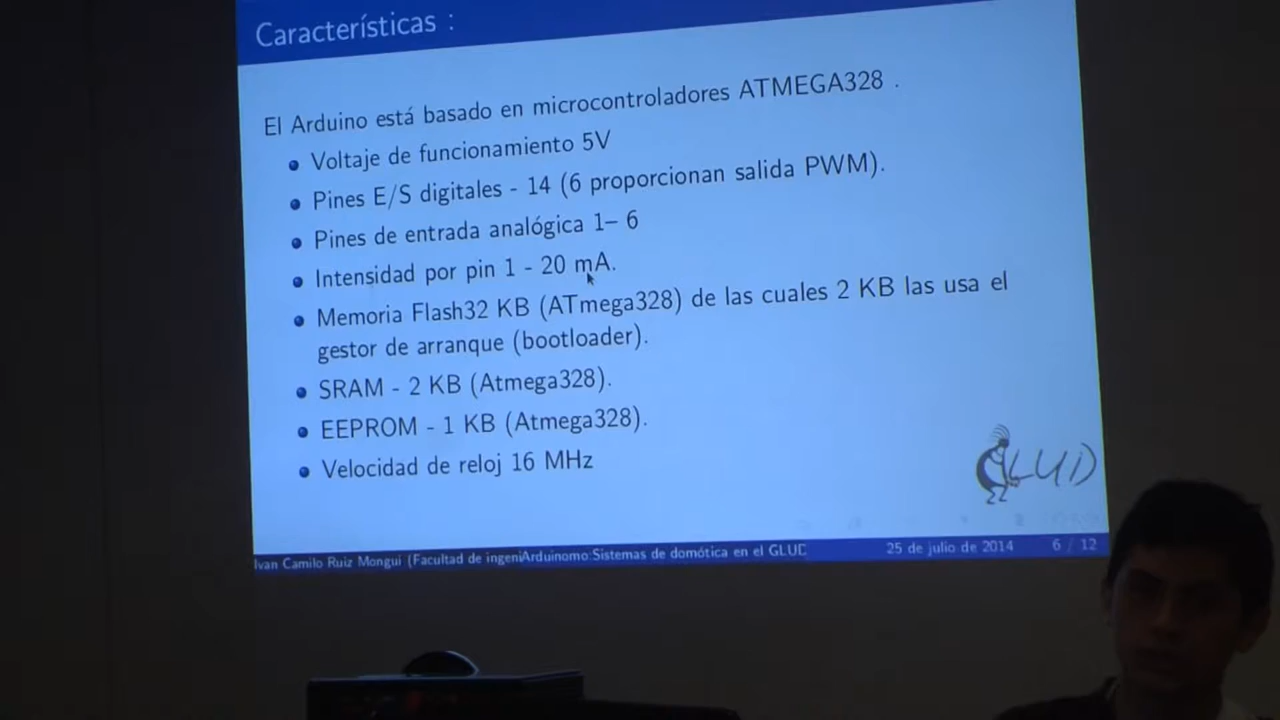 Características :
El Arduino está basado en microcontroladores ATMEGA328 .
Voltaje de funcionamiento 5V
Pines E/S digitales - 14 (6 proporcionan salida PWM).
Pines de entrada analógica 1– 6
Intensidad por pin 1 - 20 mA.
Memoria Flash32 KB (ATmega328) de las cuales 2 KB las usa el
gestor de arranque (bootloader).
SRAM - 2 KB (Atmega328).
EEPROM - 1 KB (Atmega328).
Velocidad de reloj 16 MHz
GLUD
Ivan Camilo Ruiz Mongui (Facultad de ingeniArduinomo:Sistemas de domótica en el GLUD 25 de julio de 2014 6 / 12